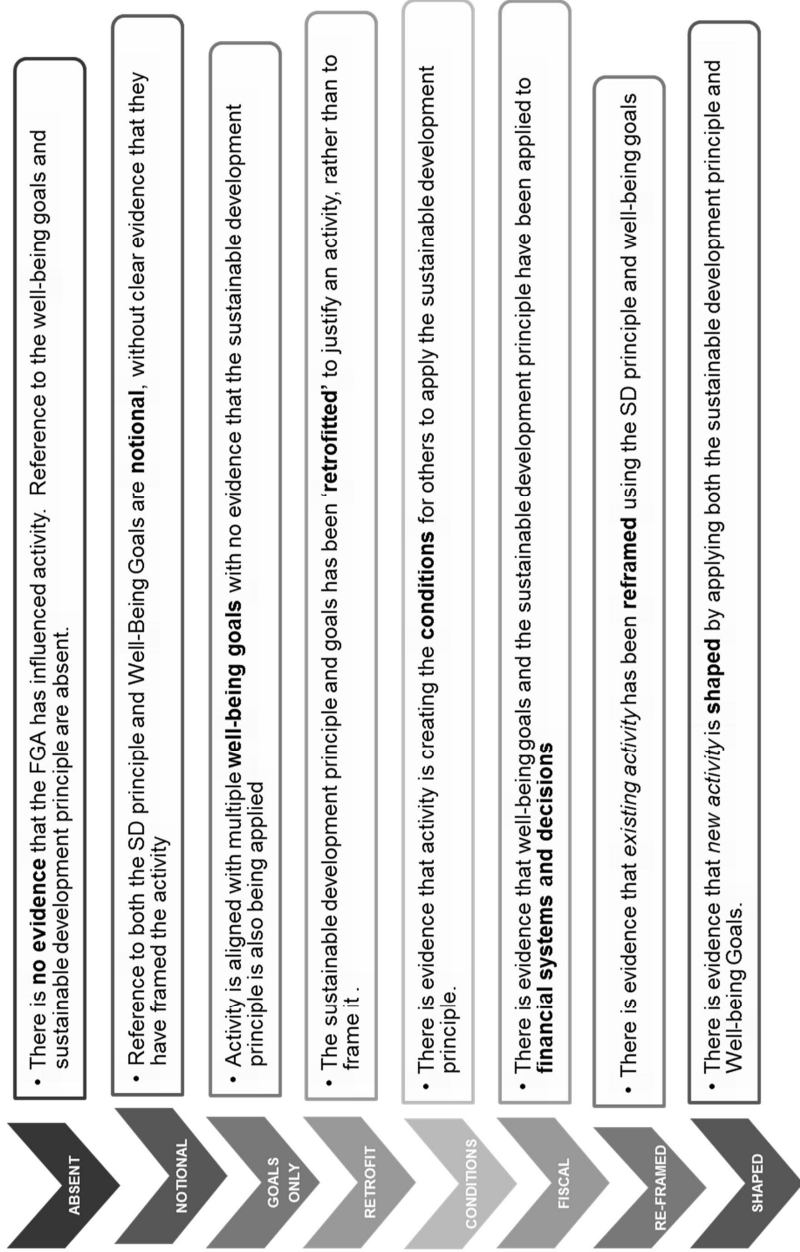 ABSENT
• There is no evidence that the FGA has influenced activity. Reference to the well-being goals and
sustainable development principle are absent.
NOTIONAL
• Reference to both the SD principle and Well-Being Goals are notional, without clear evidence that they
have framed the activity
GOALS
ONLY
• Activity is aligned with multiple well-being goals with no evidence that the sustainable development
principle is also being applied
RETROFIT
• The sustainable development principle and goals has been ‘retrofitted’ to justify an activity, rather than to
frame it .
CONDITIONS
• There is evidence that activity is creating the conditions for others to apply the sustainable development
principle.
FISCAL
• There is evidence that well-being goals and the sustainable development principle have been applied to
financial systems and decisions
RE-FRAMED
• There is evidence that existing activity has been reframed using the SD principle and well-being goals
SHAPED
• There is evidence that new activity is shaped by applying both the sustainable development principle and
Well-being Goals.